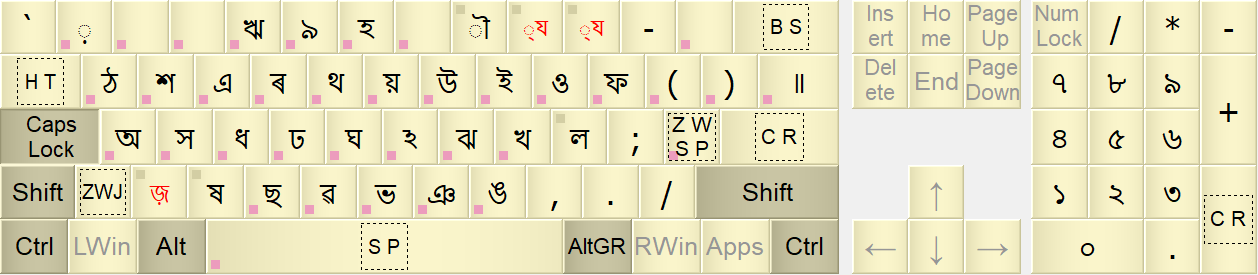 ` ় ঋ ঌ হ ী ্য ্য - BS Ins ert Ho me Page Up Num Lock / * -
HT ঠ শ এ ৰ থ য় উ ই ও ফ ( ) ॥ Del ete End Page Down ৭ ৮ ৯ +
Caps Lock অ স ধ ঢ ঘ ঽ ঝ খ ল ; ZW SP CR ৪ ৫ ৬
Shift ZWJ জ় ষ ছ ৱ ভ ঞ ঙ , . / Shift ↑ ১ ২ ৩ CR
Ctrl LWin Alt SP AltGR RWin Apps Ctrl ← ↓ → ০ .